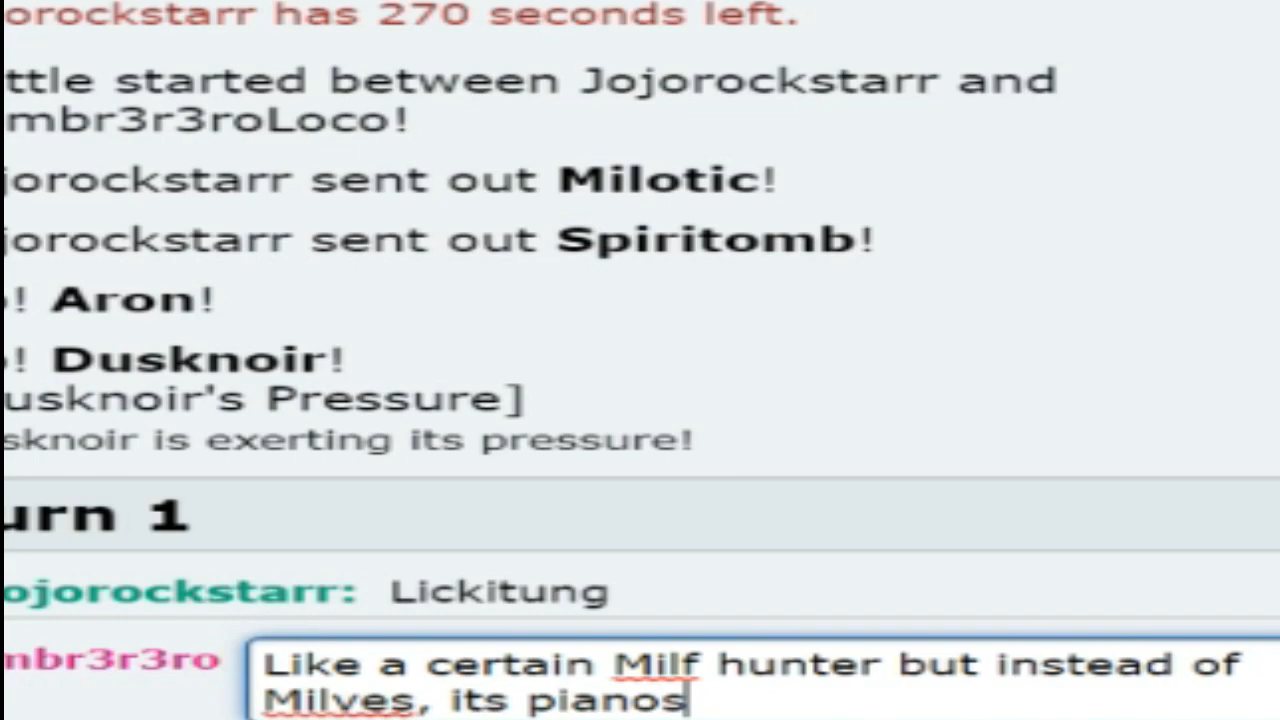 orockstarr has 270 seconds left.
ttle started between Jojorockstarr and
mbr3r3roLoco!
jorockstarr sent out Milotic!
jorockstarr sent out Spiritomb!
o! Aron!
o! Dusknoir!
usknoir's Pressure]
sknoir is exerting its pressure!
urn 1
ojorockstarr: Lickitung
mbr3r3ro Like a certain Milf hunter but instead of
Milves, its pianos